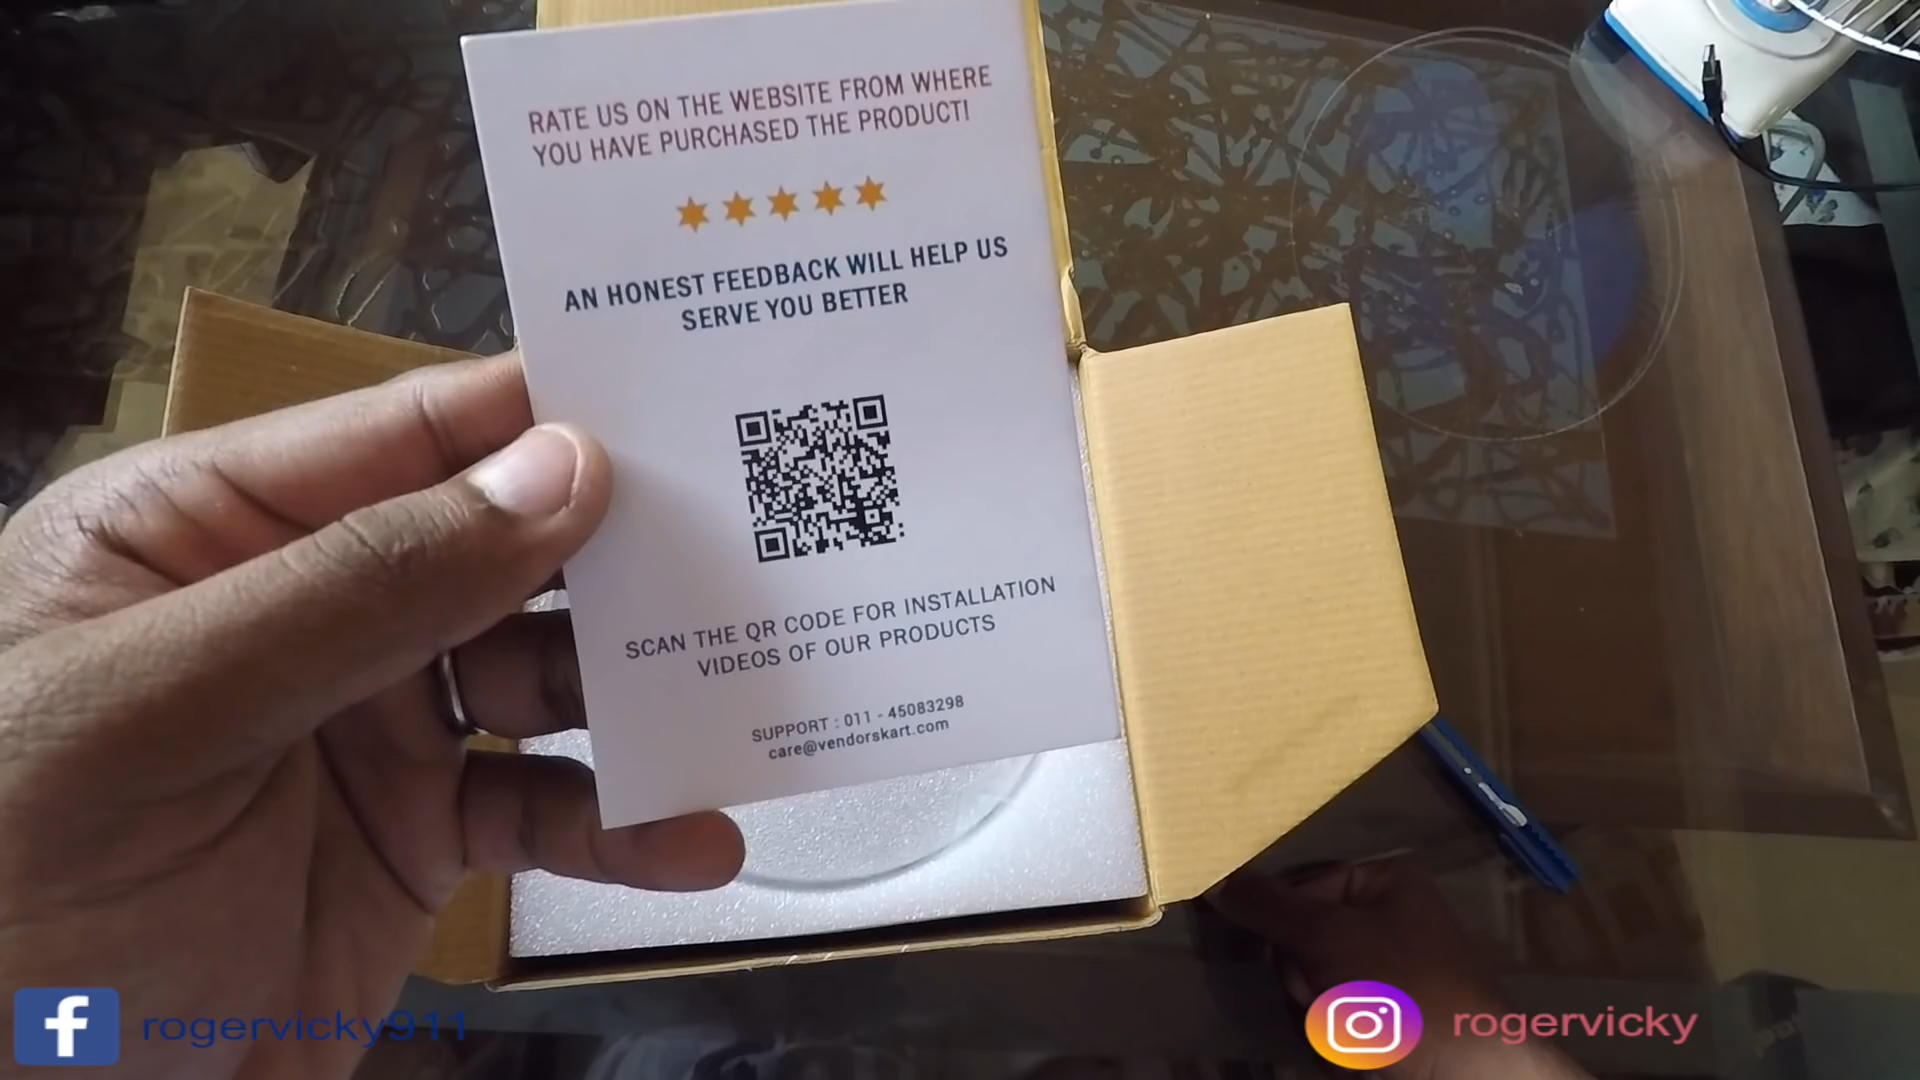 RATE US ON THE WEBSITE FROM WHERE
YOU HAVE PURCHASED THE PRODUCT!
AN HONEST FEEDBACK WILL HELP US
SERVE YOU BETTER
SCAN THE QR CODE FOR INSTALLATION
VIDEOS OF OUR PRODUCTS
SUPPORT : 011 - 45083298
care@vendorskart.com
rogervicky911
rogervicky